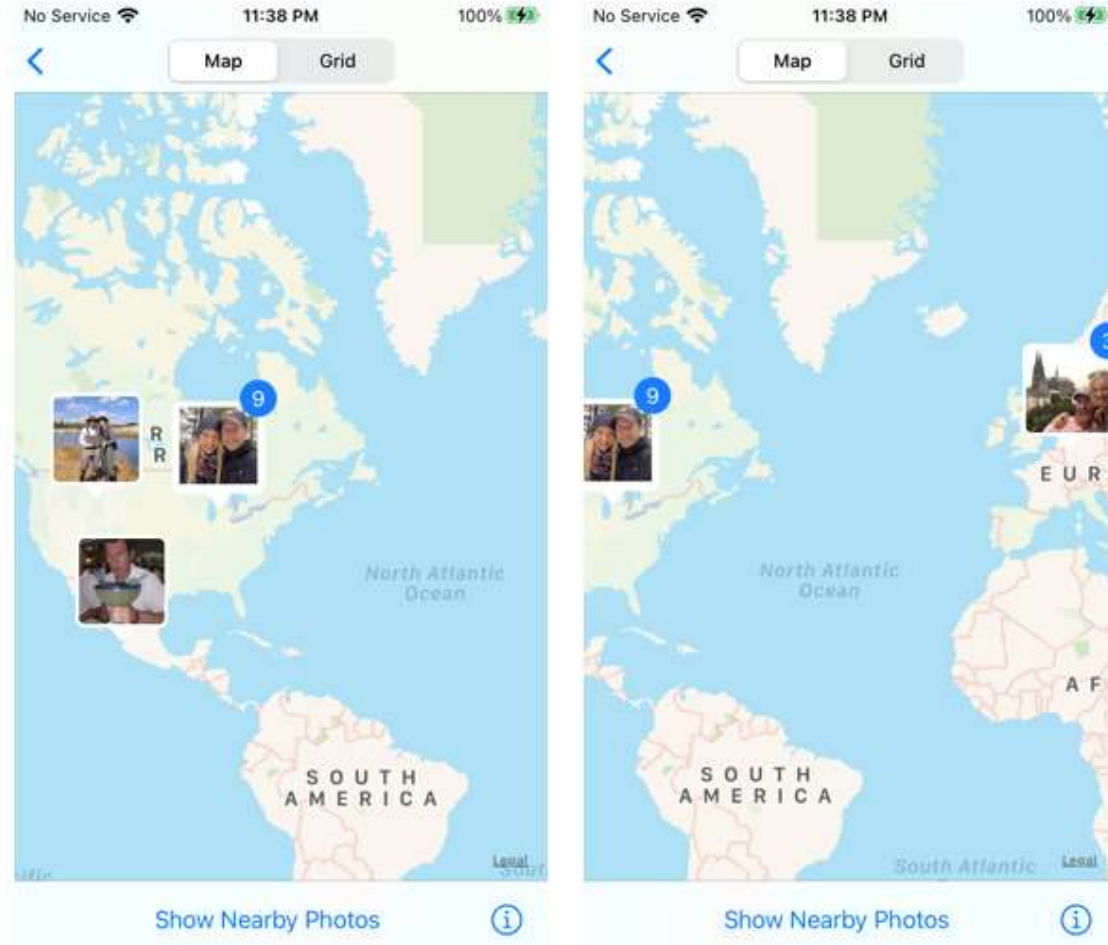 No Service 11:38 PM 100%
Map Grid
9
R
R
North Atlantic
Ocean
SOUTH
AMERICA
Legal
Show Nearby Photos
No Service 11:38 PM 100%
Map Grid
9
EUR
North Atlantic
Ocean
AF
SOUTH
AMERICA
South Atlantic
Legal
Show Nearby Photos